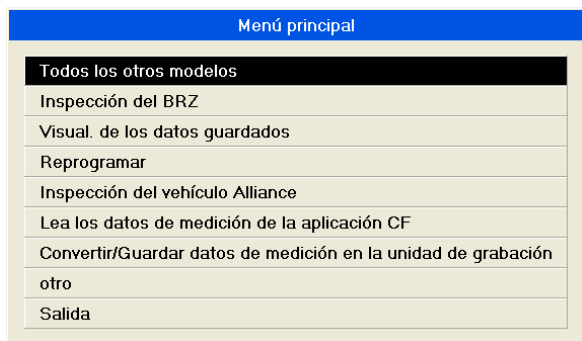 Menú principal
Todos los otros modelos
Inspección del BRZ
Visual. de los datos guardados
Reprogramar
Inspección del vehículo Alliance
Lea los datos de medición de la aplicación CF
Convertir/Guardar datos de medición en la unidad de grabación
otro
Salida